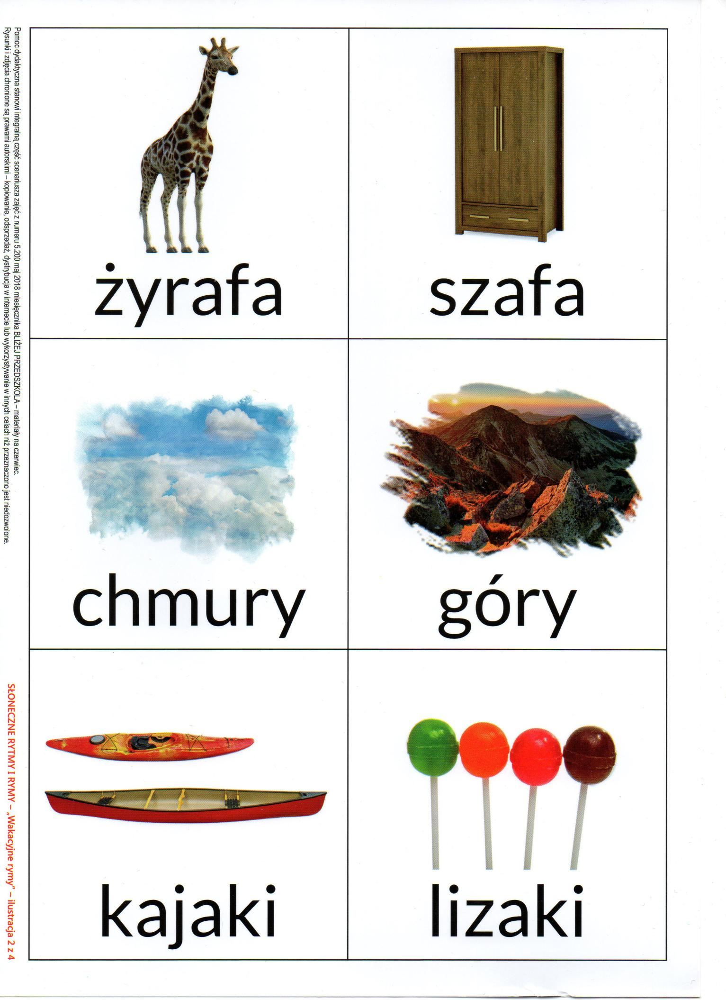 żyrafa
szafa
chmury
góry
kajaki
lizaki
Pomoc dydaktyczna stanowi integralną część scenariusza zajęć z numeru 5.200 maj 2018 miesięcznika BLIŻEJ PRZEDSZKOLA – materiały na czerwiec.
Rysunki i zdjęcia chronione są prawami autorskimi – kopiowanie, odsprzedaż, dystrybucja w internecie lub wykorzystywanie w innych celach niż przeznaczono jest niedozwolone.
SŁONECZNE RYTMY I RYMY – „Wakacyjne rymy” – ilustracja 2 z 4